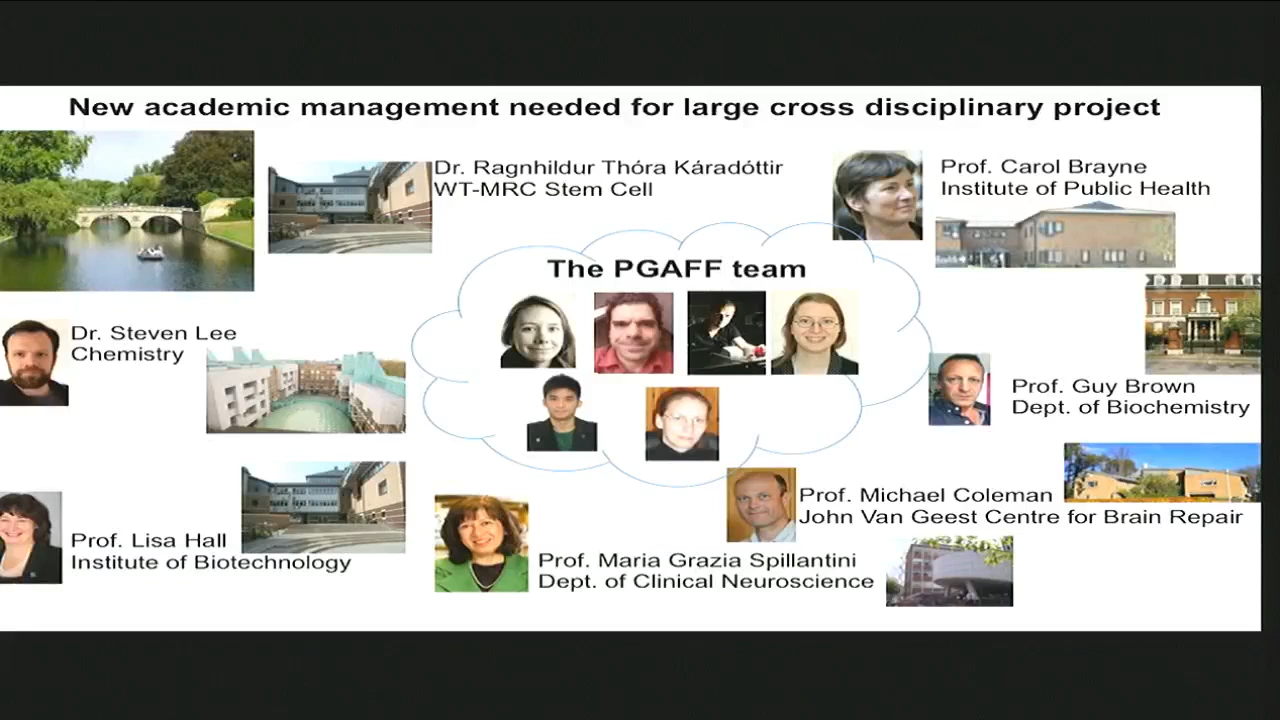 New academic management needed for large cross disciplinary project
Dr. Ragnhildur Thóra Káradóttir
WT-MRC Stem Cell
Prof. Carol Brayne
Institute of Public Health
The PGAFF team
Dr. Steven Lee
Chemistry
Prof. Guy Brown
Dept. of Biochemistry
Prof. Michael Coleman
John Van Geest Centre for Brain Repair
Prof. Lisa Hall
Institute of Biotechnology
Prof. Maria Grazia Spillantini
Dept. of Clinical Neuroscience